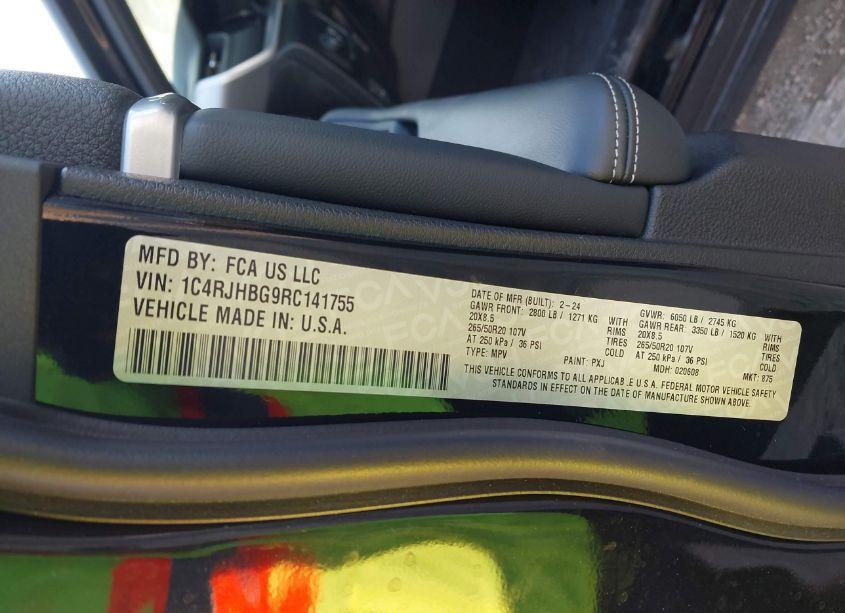 MFD BY: FCA US LLC
VIN: 1C4RJHBG9RC141755
VEHICLE MADE IN: U.S.A.
DATE OF MFR (BUILT): 2-24 GVWR: 6050 LB / 2745 KG
GAWR FRONT: 2800 LB / 1271 KG WITH GAWR REAR: 3350 LB / 1520 KG WITH
20X8.5 RIMS 20X8.5 RIMS
265/50R20 107V TIRES 265/50R20 107V TIRES
AT 250 kPa / 36 PSI COLD AT 250 kPa / 36 PSI COLD
TYPE: MPV PAINT: PXJ MDH: 020608 MKT: 875
THIS VEHICLE CONFORMS TO ALL APPLICAB.E U.S.A. FEDERAL MOTOR VEHICLE SAFETY
STANDARDS IN EFFECT ON THE DATE OF MANUFACTURE SHOWN ABOVE.